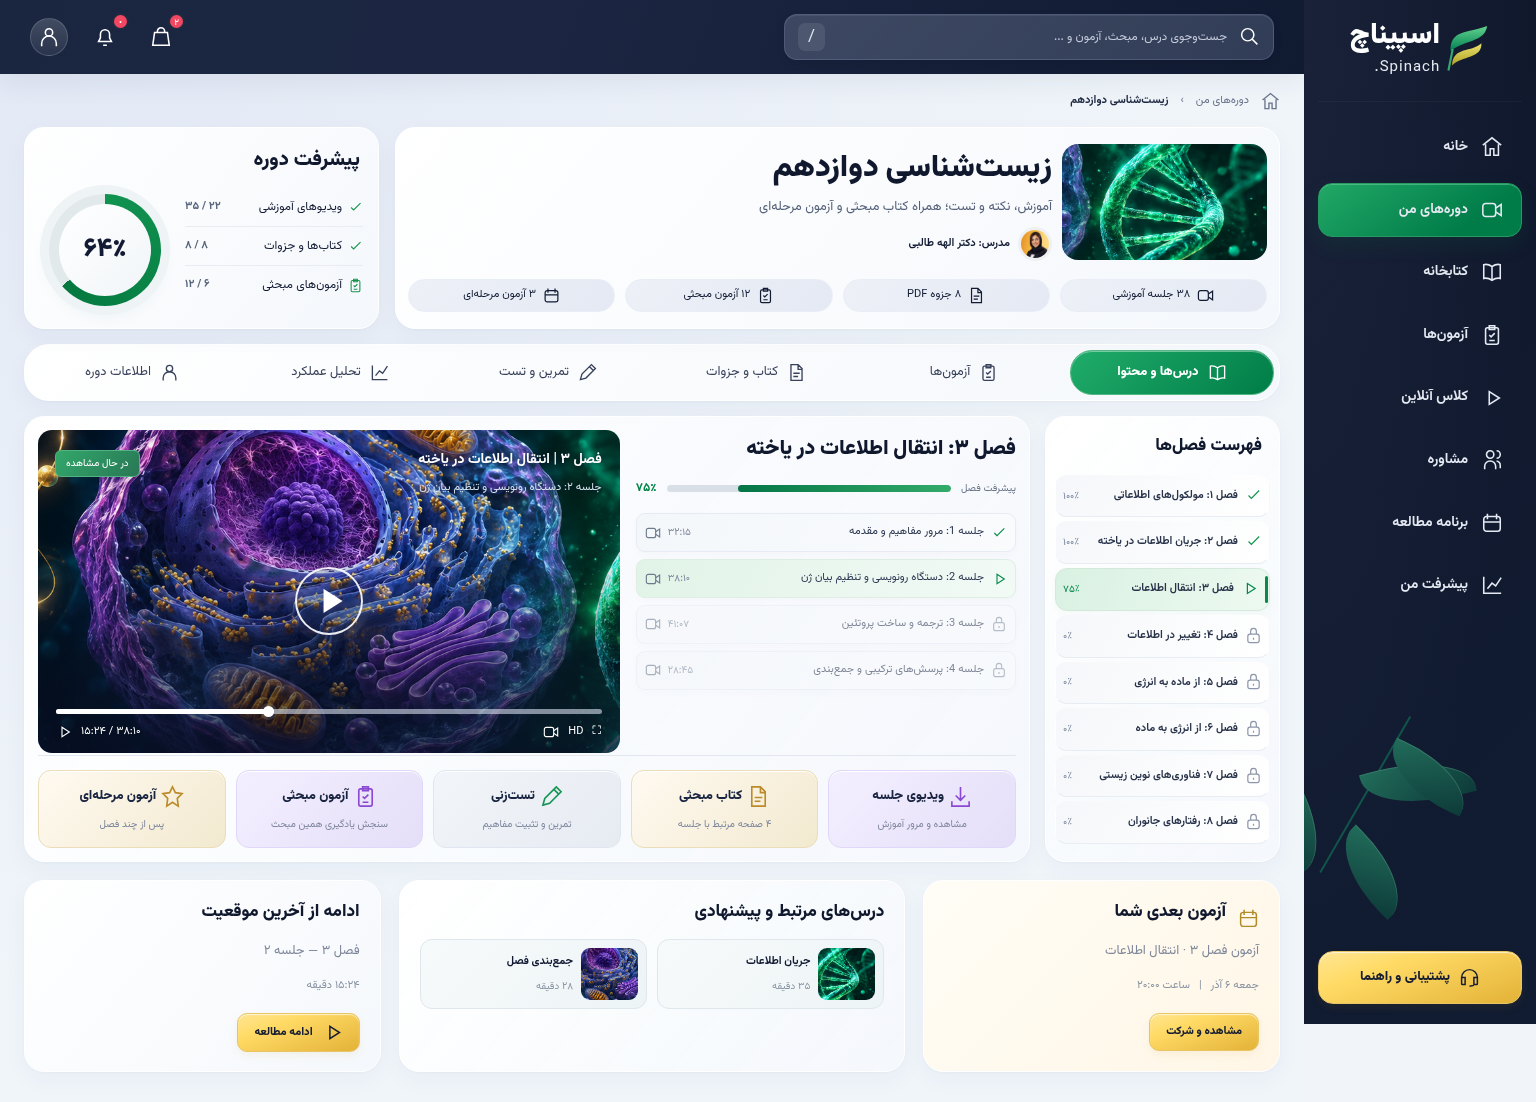 اسپیناچ
Spinach.
خانه
دوره‌های من
کتابخانه
آزمون‌ها
کلاس آنلاین
مشاوره
برنامه مطالعه
پیشرفت من
پشتیبانی و راهنما
جست‌وجوی درس، مبحث، آزمون و ...
/
۲
۰
دوره‌های من › زیست‌شناسی دوازدهم
زیست‌شناسی دوازدهم
آموزش، نکته و تست؛ همراه کتاب مبحثی و آزمون مرحله‌ای
مدرس: دکتر الهه طالبی
۳۸ جلسه آموزشی
۸ جزوه PDF
۱۲ آزمون مبحثی
۳ آزمون مرحله‌ای
پیشرفت دوره
ویدیوهای آموزشی ۲۲ / ۳۵
کتاب‌ها و جزوات ۸ / ۸
آزمون‌های مبحثی ۶ / ۱۲
۶۴٪
درس‌ها و محتوا
آزمون‌ها
کتاب و جزوات
تمرین و تست
تحلیل عملکرد
اطلاعات دوره
فهرست فصل‌ها
فصل ۱: مولکول‌های اطلاعاتی ۱۰۰٪
فصل ۲: جریان اطلاعات در یاخته ۱۰۰٪
فصل ۳: انتقال اطلاعات ۷۵٪
فصل ۴: تغییر در اطلاعات ۰٪
فصل ۵: از ماده به انرژی ۰٪
فصل ۶: از انرژی به ماده ۰٪
فصل ۷: فناوری‌های نوین زیستی ۰٪
فصل ۸: رفتارهای جانوران ۰٪
فصل ۳: انتقال اطلاعات در یاخته
پیشرفت فصل ۷۵٪
جلسه 1: مرور مفاهیم و مقدمه ۳۲:۱۵
جلسه 2: دستگاه رونویسی و تنظیم بیان ژن ۳۸:۱۰
جلسه 3: ترجمه و ساخت پروتئین ۴۱:۰۷
جلسه 4: پرسش‌های ترکیبی و جمع‌بندی ۲۸:۴۵
فصل ۳ | انتقال اطلاعات در یاخته
جلسه ۲: دستگاه رونویسی و تنظیم بیان ژن
در حال مشاهده
۱۵:۲۴ / ۳۸:۱۰
HD
ویدیوی جلسه
مشاهده و مرور آموزش
کتاب مبحثی
۴ صفحه مرتبط با جلسه
تست‌زنی
تمرین و تثبیت مفاهیم
آزمون مبحثی
سنجش یادگیری همین مبحث
آزمون مرحله‌ای
پس از چند فصل
آزمون بعدی شما
آزمون فصل ۳ · انتقال اطلاعات
جمعه ۶ آذر | ساعت ۲۰:۰۰
مشاهده و شرکت
درس‌های مرتبط و پیشنهادی
جریان اطلاعات
۳۵ دقیقه
جمع‌بندی فصل
۲۸ دقیقه
ادامه از آخرین موقعیت
فصل ۳ — جلسه ۲
۱۵:۲۴ دقیقه
ادامه مطالعه